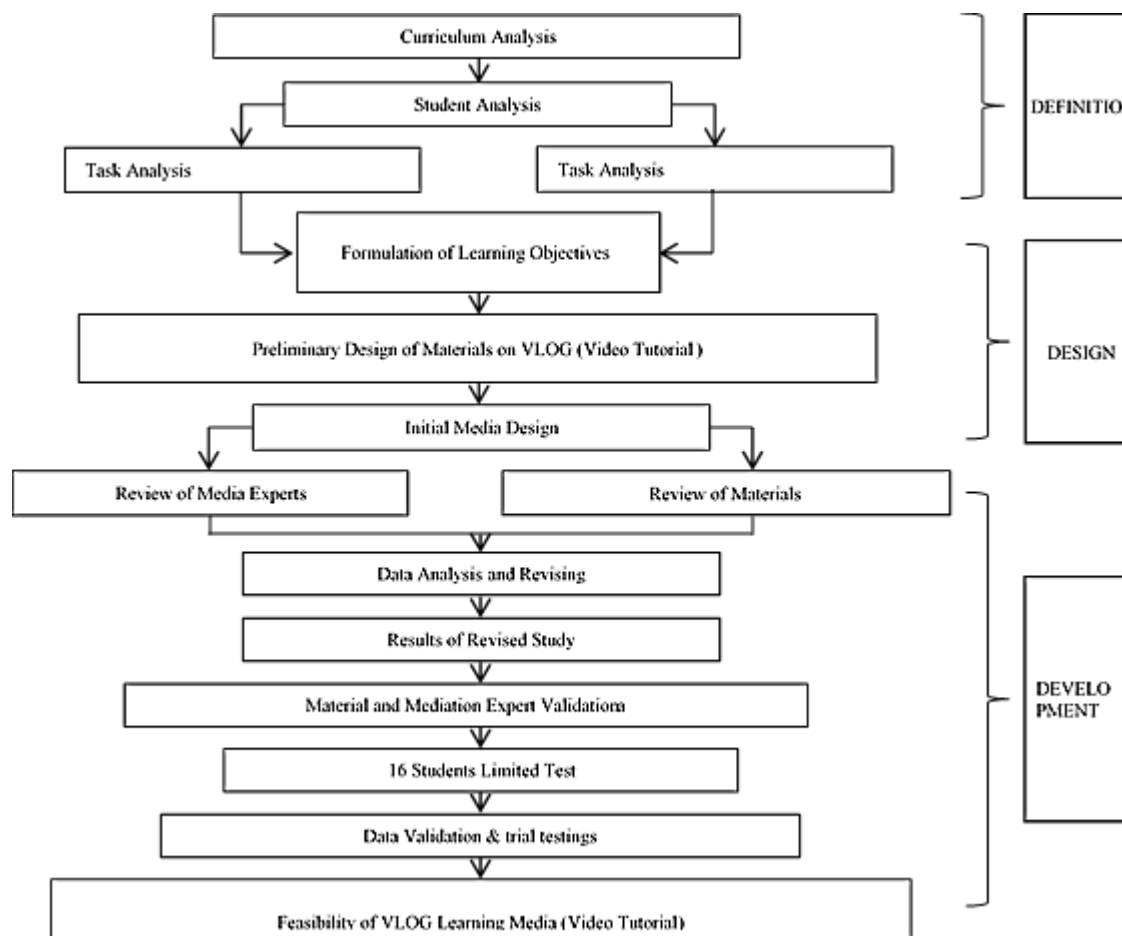 Curriculum Analysis
Student Analysis
DEFINITIO
Task Analysis
Task Analysis
Formulation of Learning Objectives
Preliminary Design of Materials on VLOG (Video Tutorial )
DESIGN
Initial Media Design
Review of Media Experts
Review of Materials
Data Analysis and Revising
Results of Revised Study
Material and Mediation Expert Validationa
DEVELO
PMENT
16 Students Limited Test
Data Validation & trial testings
Feasibility of VLOG Learning Media (Video Tutorial)